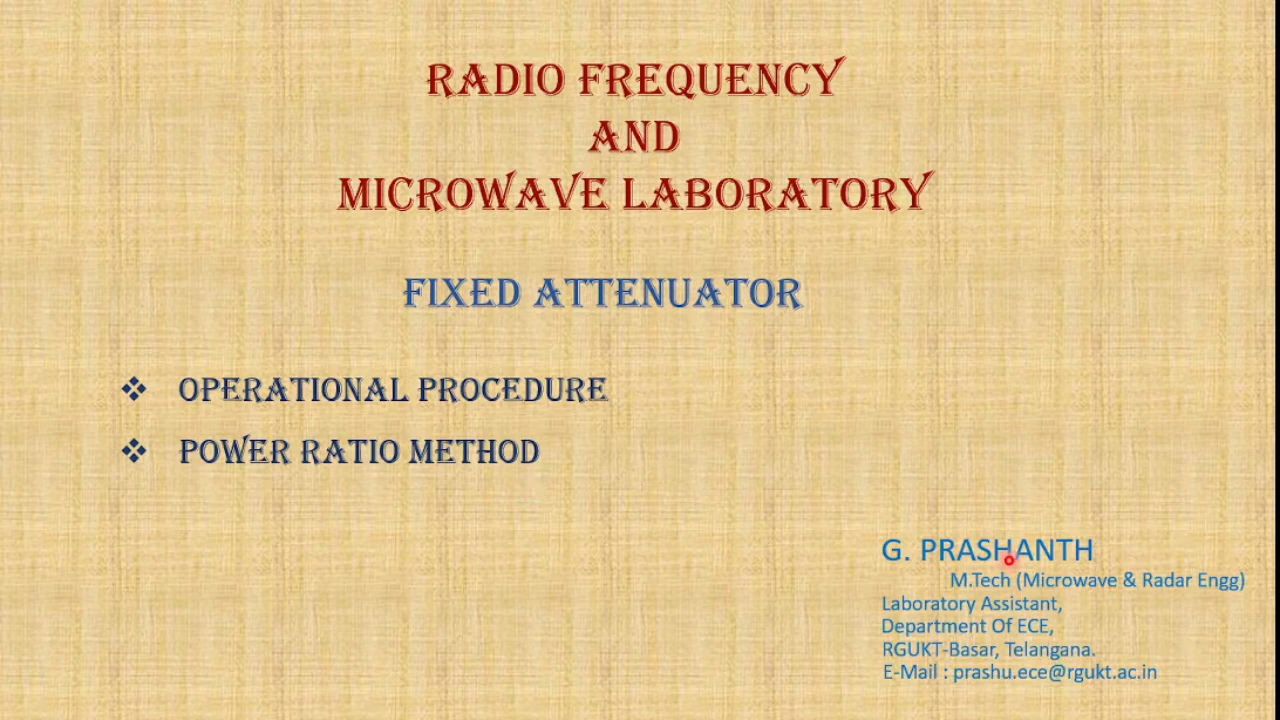 RADIO FREQUENCY
AND
MICROWAVE LABORATORY
FIXED ATTENUATOR
❖ OPERATIONAL PROCEDURE
❖ POWER RATIO METHOD
G. PRASHANTH
M.Tech (Microwave & Radar Engg)
Laboratory Assistant,
Department Of ECE,
RGUKT-Basar, Telangana.
E-Mail : prashu.ece@rgukt.ac.in